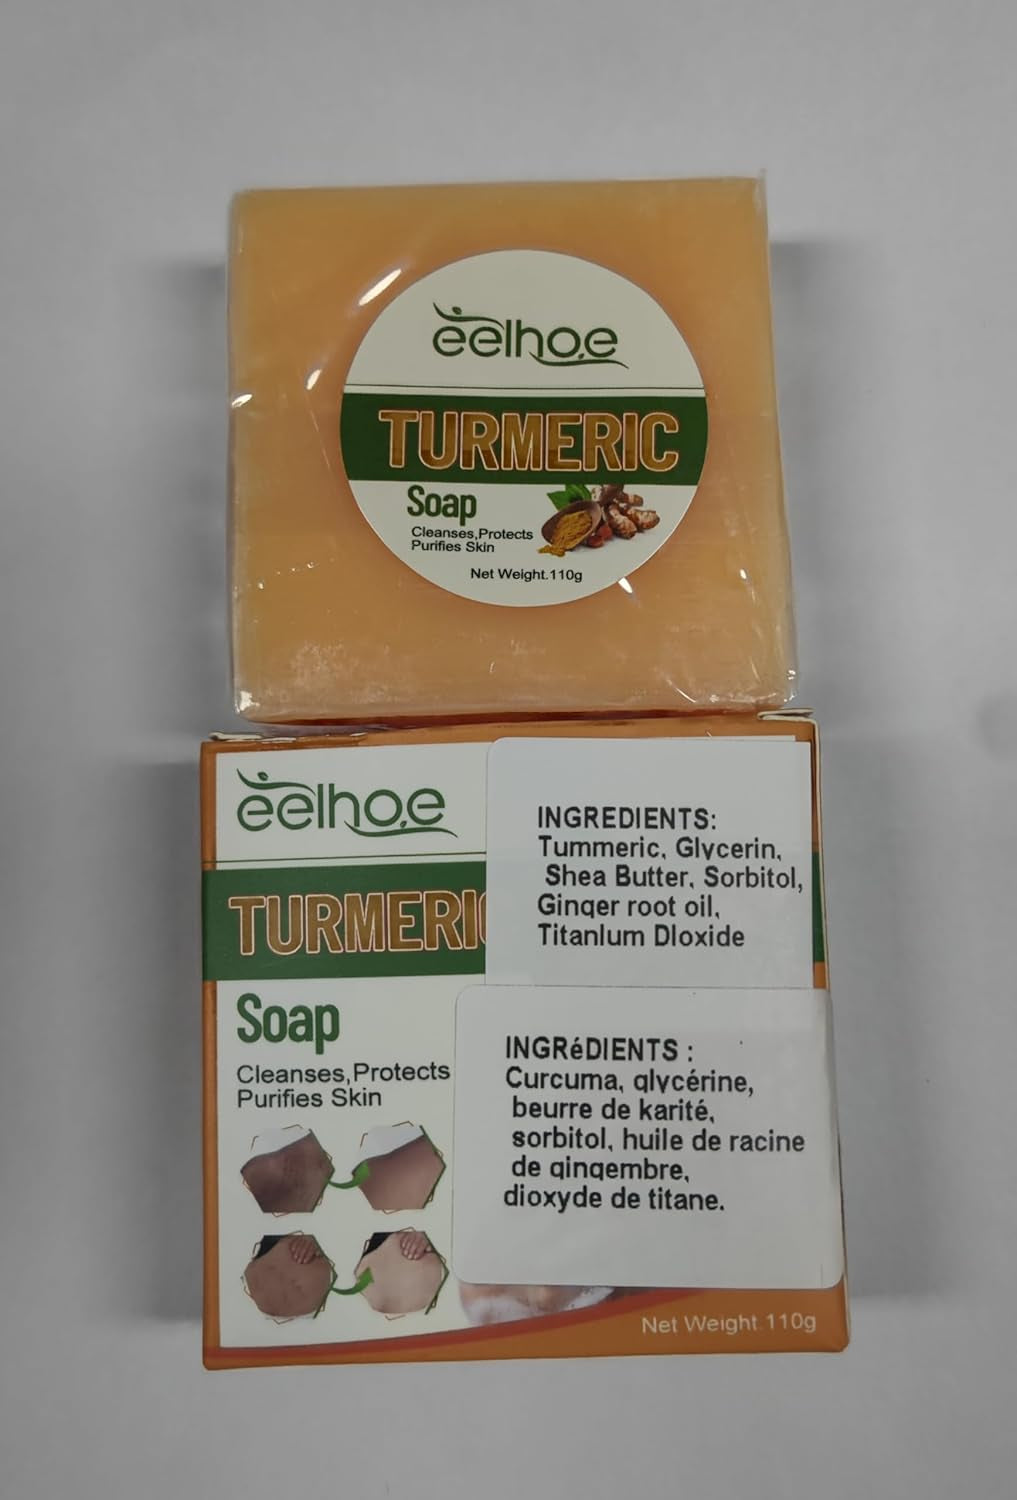 eelhoe
TURMERIC
Soap
Cleanses,Protects
Purifies Skin
Net Weight.110g
eelhoe
TURMERIC
Soap
Cleanses,Protects
Purifies Skin
INGREDIENTS:
Tummeric, Glycerin,
Shea Butter, Sorbitol,
Ginger root oil,
Titanlum Dloxide
INGRéDIENTS :
Curcuma, glycérine,
beurre de karité,
sorbitol, huile de racine
de gingembre,
dioxyde de titane.
Net Weight.110g